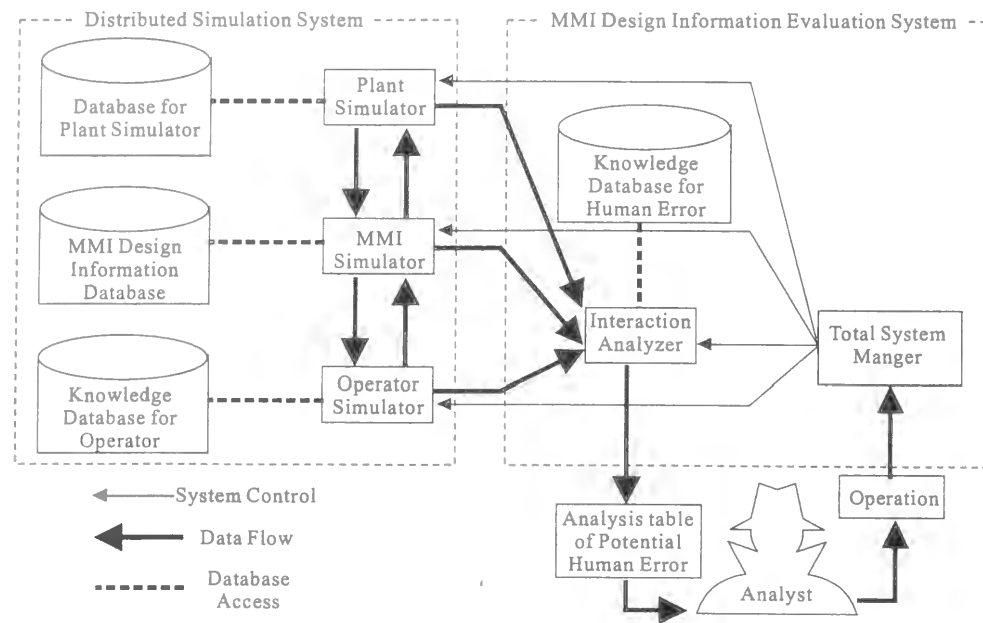 Distributed Simulation System
MMI Design Information Evaluation System
Database for
Plant Simulator
Plant
Simulator
Knowledge
Database for
Human Error
MMI Design
Information
Database
MMI
Simulator
Interaction
Analyzer
Total System
Manger
Knowledge
Database for
Operator
Operator
Simulator
System Control
Data Flow
Database
Access
Analysis table
of Potential
Human Error
Analyst
Operation